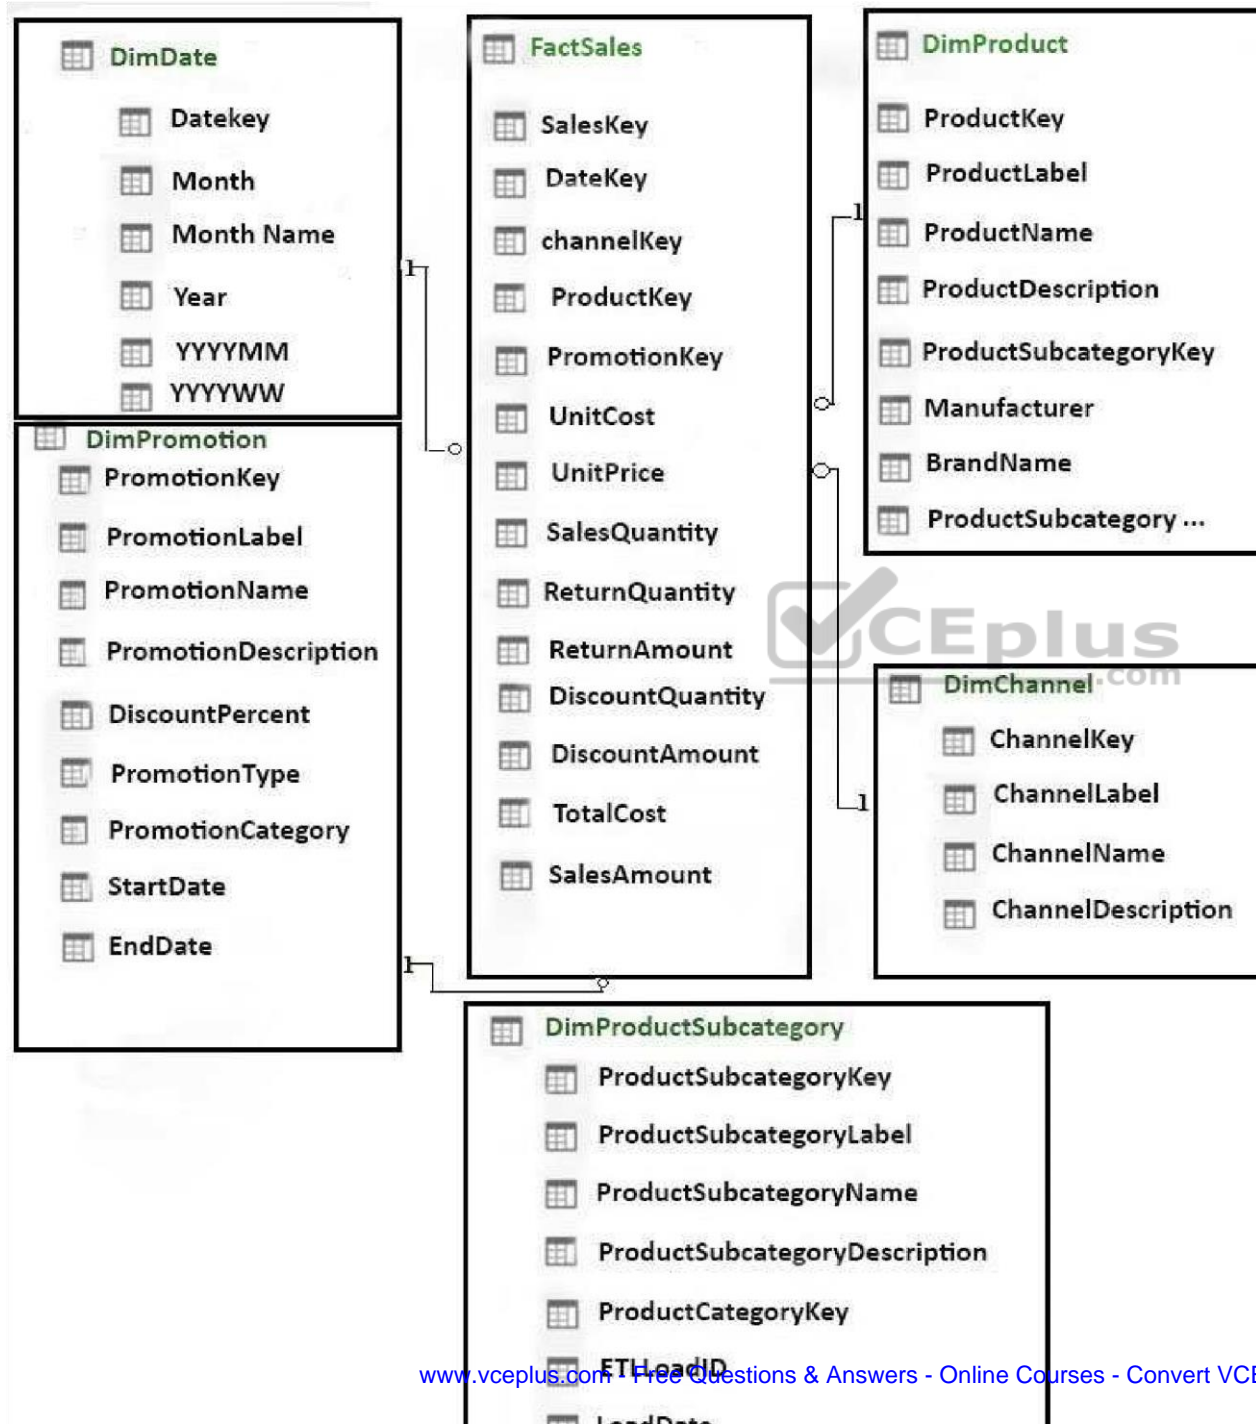 DimDate
Datekey
Month
Month Name
Year
YYYYMM
YYYYWW
DimPromotion
PromotionKey
PromotionLabel
PromotionName
PromotionDescription
DiscountPercent
PromotionType
PromotionCategory
StartDate
EndDate
1
1
FactSales
SalesKey
DateKey
channelKey
ProductKey
PromotionKey
UnitCost
UnitPrice
SalesQuantity
ReturnQuantity
ReturnAmount
DiscountQuantity
DiscountAmount
TotalCost
SalesAmount
1
1
DimProduct
ProductKey
ProductLabel
ProductName
ProductDescription
ProductSubcategoryKey
Manufacturer
BrandName
ProductSubcategory ...
VCEplus
.com
DimChannel
ChannelKey
ChannelLabel
ChannelName
ChannelDescription
DimProductSubcategory
ProductSubcategoryKey
ProductSubcategoryLabel
ProductSubcategoryName
ProductSubcategoryDescription
ProductCategoryKey
ETLLoadID
www.vceplus.com - Free Questions & Answers - Online Courses - Convert VCE
LoadDate